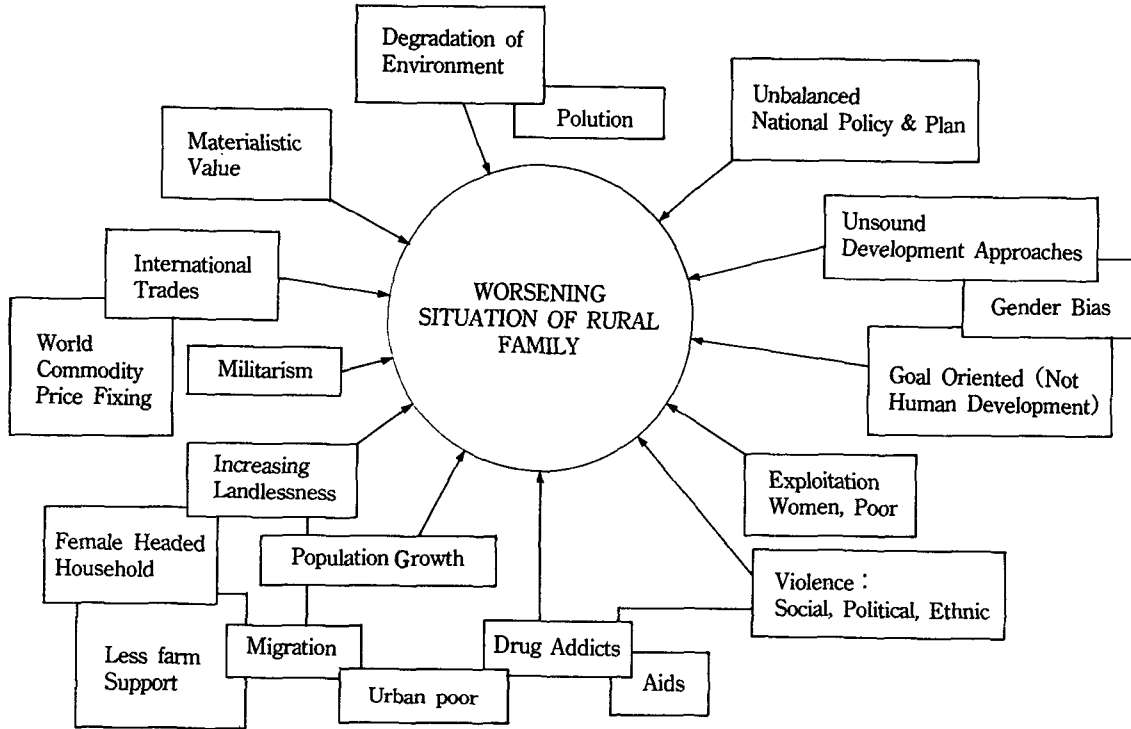 Degradation of
Environment
Polution
Unbalanced
National Policy & Plan
Materialistic
Value
Unsound
Development Approaches
International
Trades
Gender Bias
WORSENING
SITUATION OF RURAL
FAMILY
World
Commodity
Price Fixing
Militarism
Goal Oriented (Not
Human Development)
Increasing
Landlessness
Exploitation
Women, Poor
Female Headed
Household
Population Growth
Violence :
Social, Political, Ethnic
Less farm
Support
Migration
Drug Addicts
Urban poor
Aids